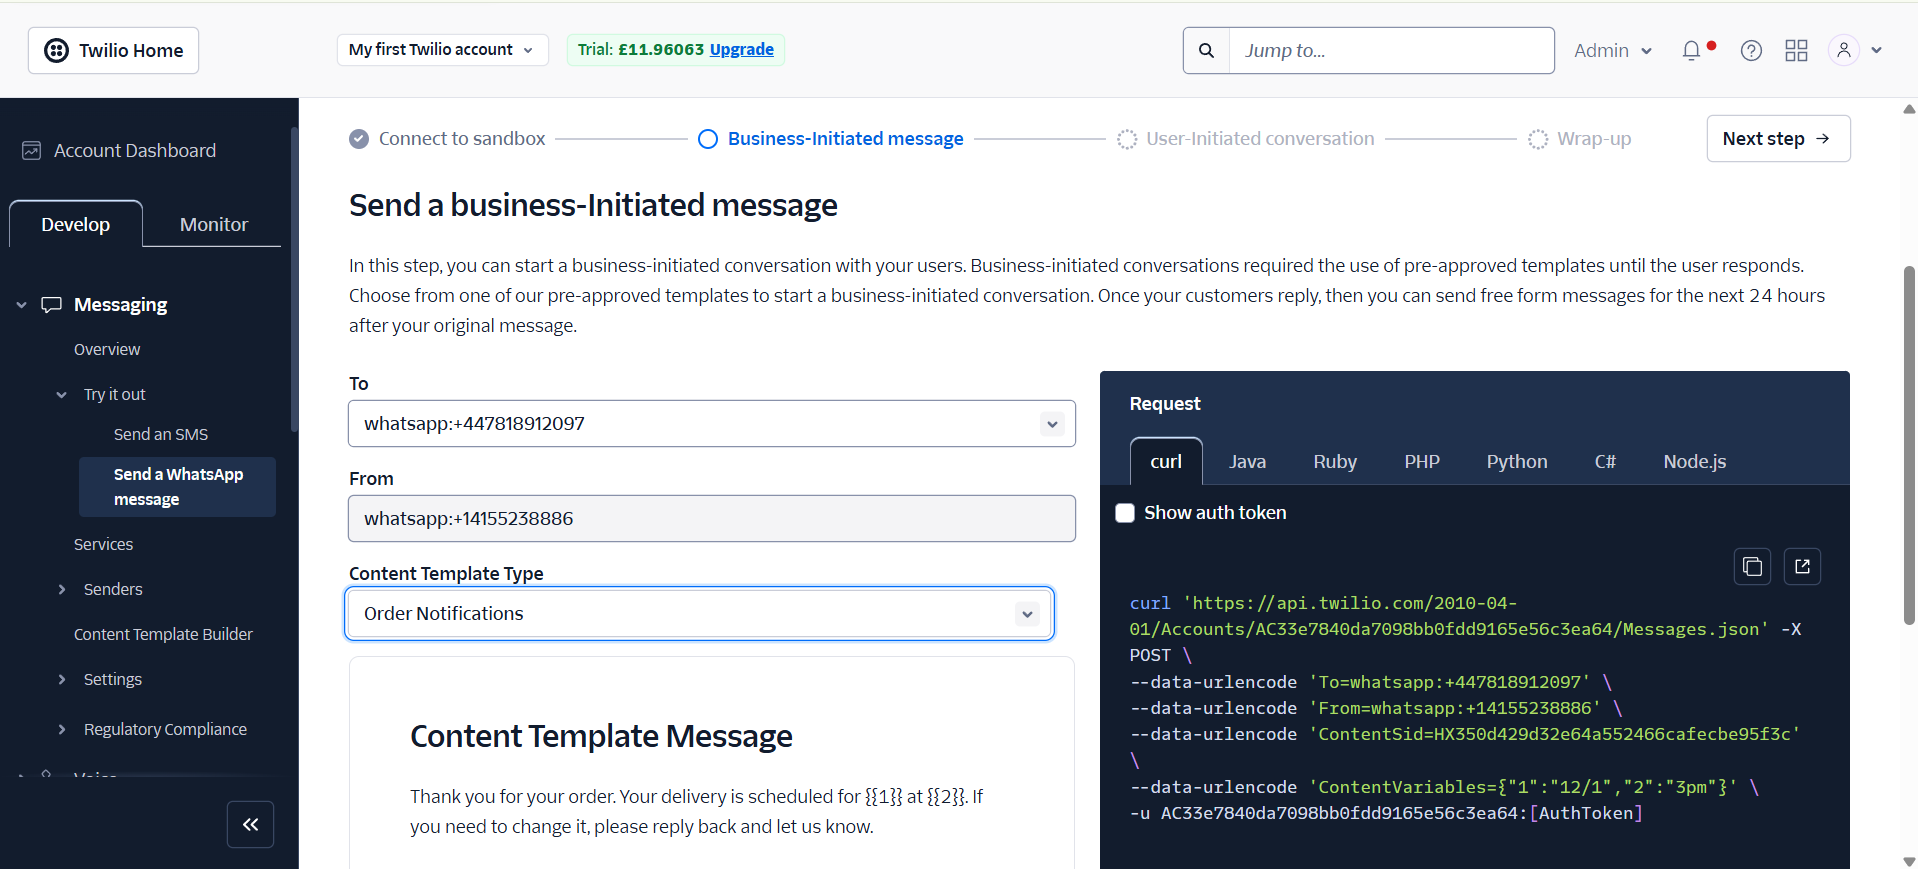 Twilio Home
My first Twilio account
Trial: £11.96063 Upgrade
Jump to...
Admin
Account Dashboard
Develop
Monitor
Messaging
Overview
Try it out
Send an SMS
Send a WhatsApp
message
Services
Senders
Content Template Builder
Settings
Regulatory Compliance
Connect to sandbox
Business-Initiated message
User-Initiated conversation
Wrap-up
Next step →
Send a business-Initiated message
In this step, you can start a business-initiated conversation with your users. Business-initiated conversations required the use of pre-approved templates until the user responds.
Choose from one of our pre-approved templates to start a business-initiated conversation. Once your customers reply, then you can send free form messages for the next 24 hours
after your original message.
To
whatsapp:+447818912097
From
whatsapp:+14155238886
Content Template Type
Order Notifications
Content Template Message
Thank you for your order. Your delivery is scheduled for {{1}} at {{2}}. If
you need to change it, please reply back and let us know.
Request
curl Java Ruby PHP Python C# Node.js
Show auth token
curl 'https://api.twilio.com/2010-04-
01/Accounts/AC33e7840da7098bb0fdd9165e56c3ea64/Messages.json' -X
POST \
--data-urlencode 'To=whatsapp:+447818912097' \
--data-urlencode 'From=whatsapp:+14155238886' \
--data-urlencode 'ContentSid=HX350d429d32e64a552466cafecbe95f3c'
\
--data-urlencode 'ContentVariables={"1":"12/1","2":"3pm"}' \
-u AC33e7840da7098bb0fdd9165e56c3ea64:[AuthToken]